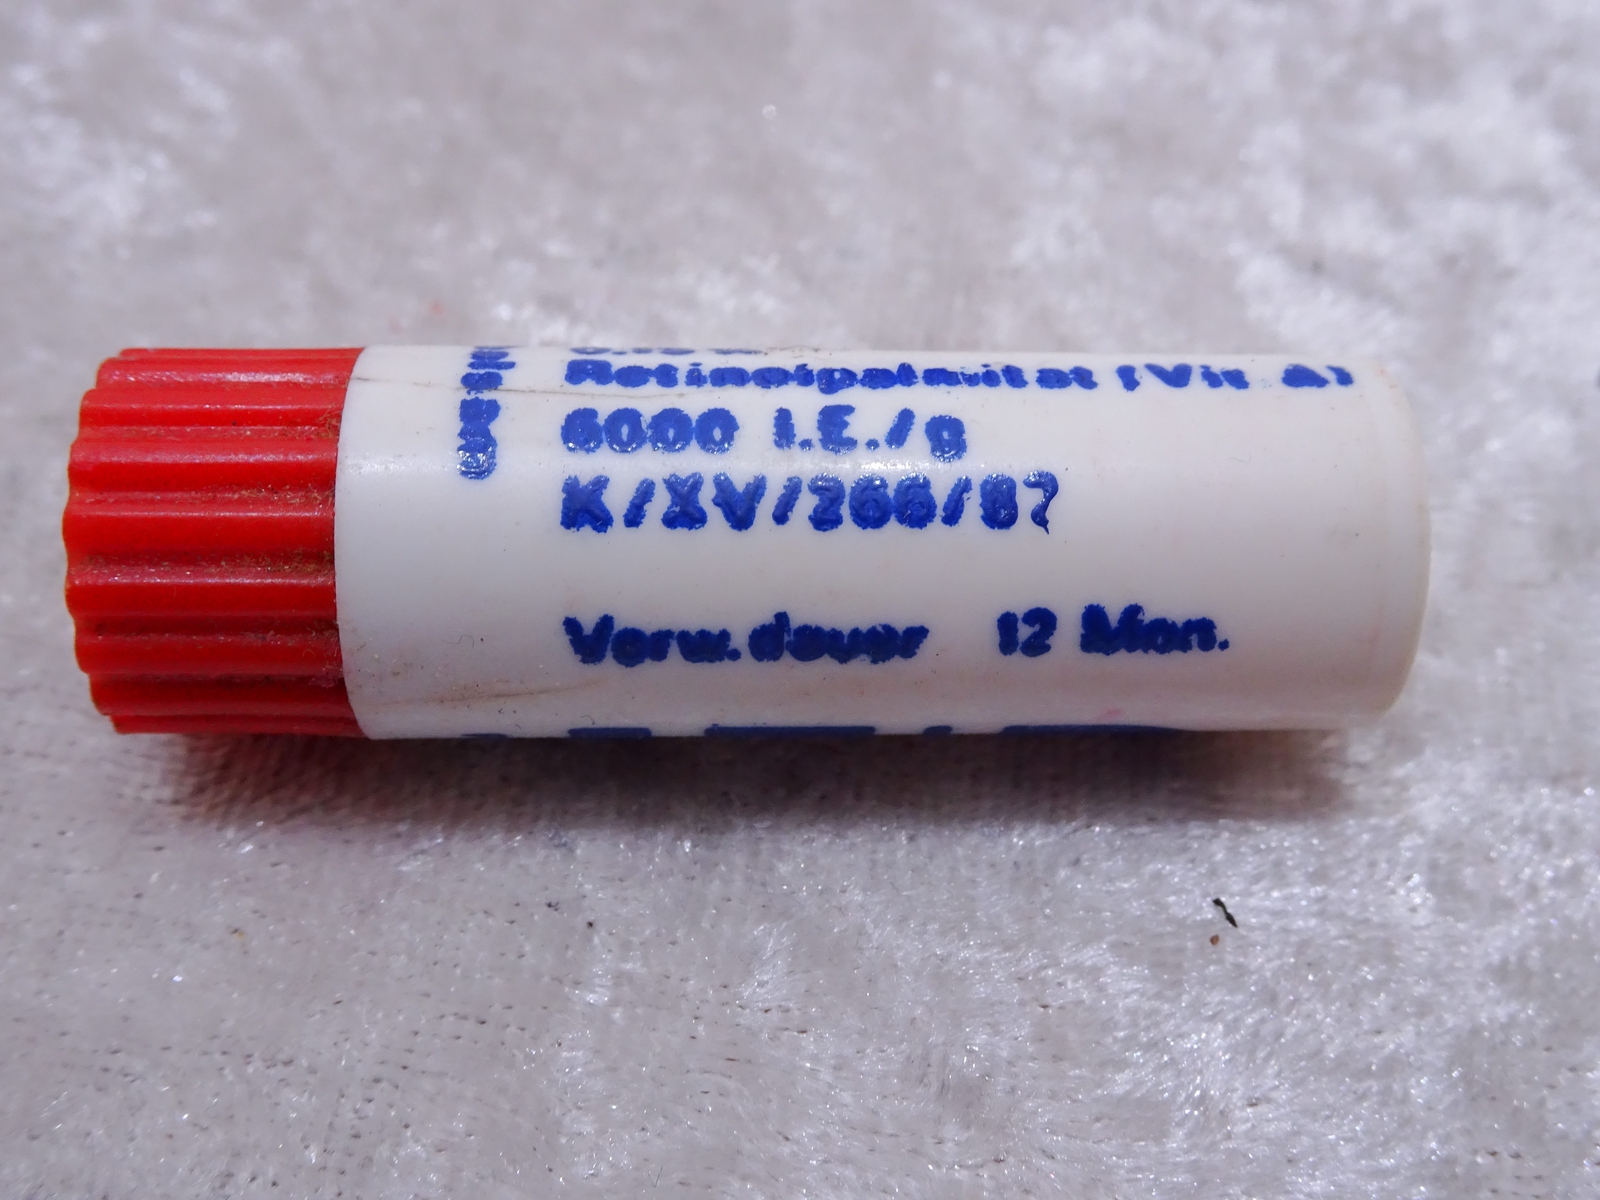 Retinolpalmitat (Vit A)
6000 I.E./g
K/XV/266/87
Verw.dauer 12 Mon.